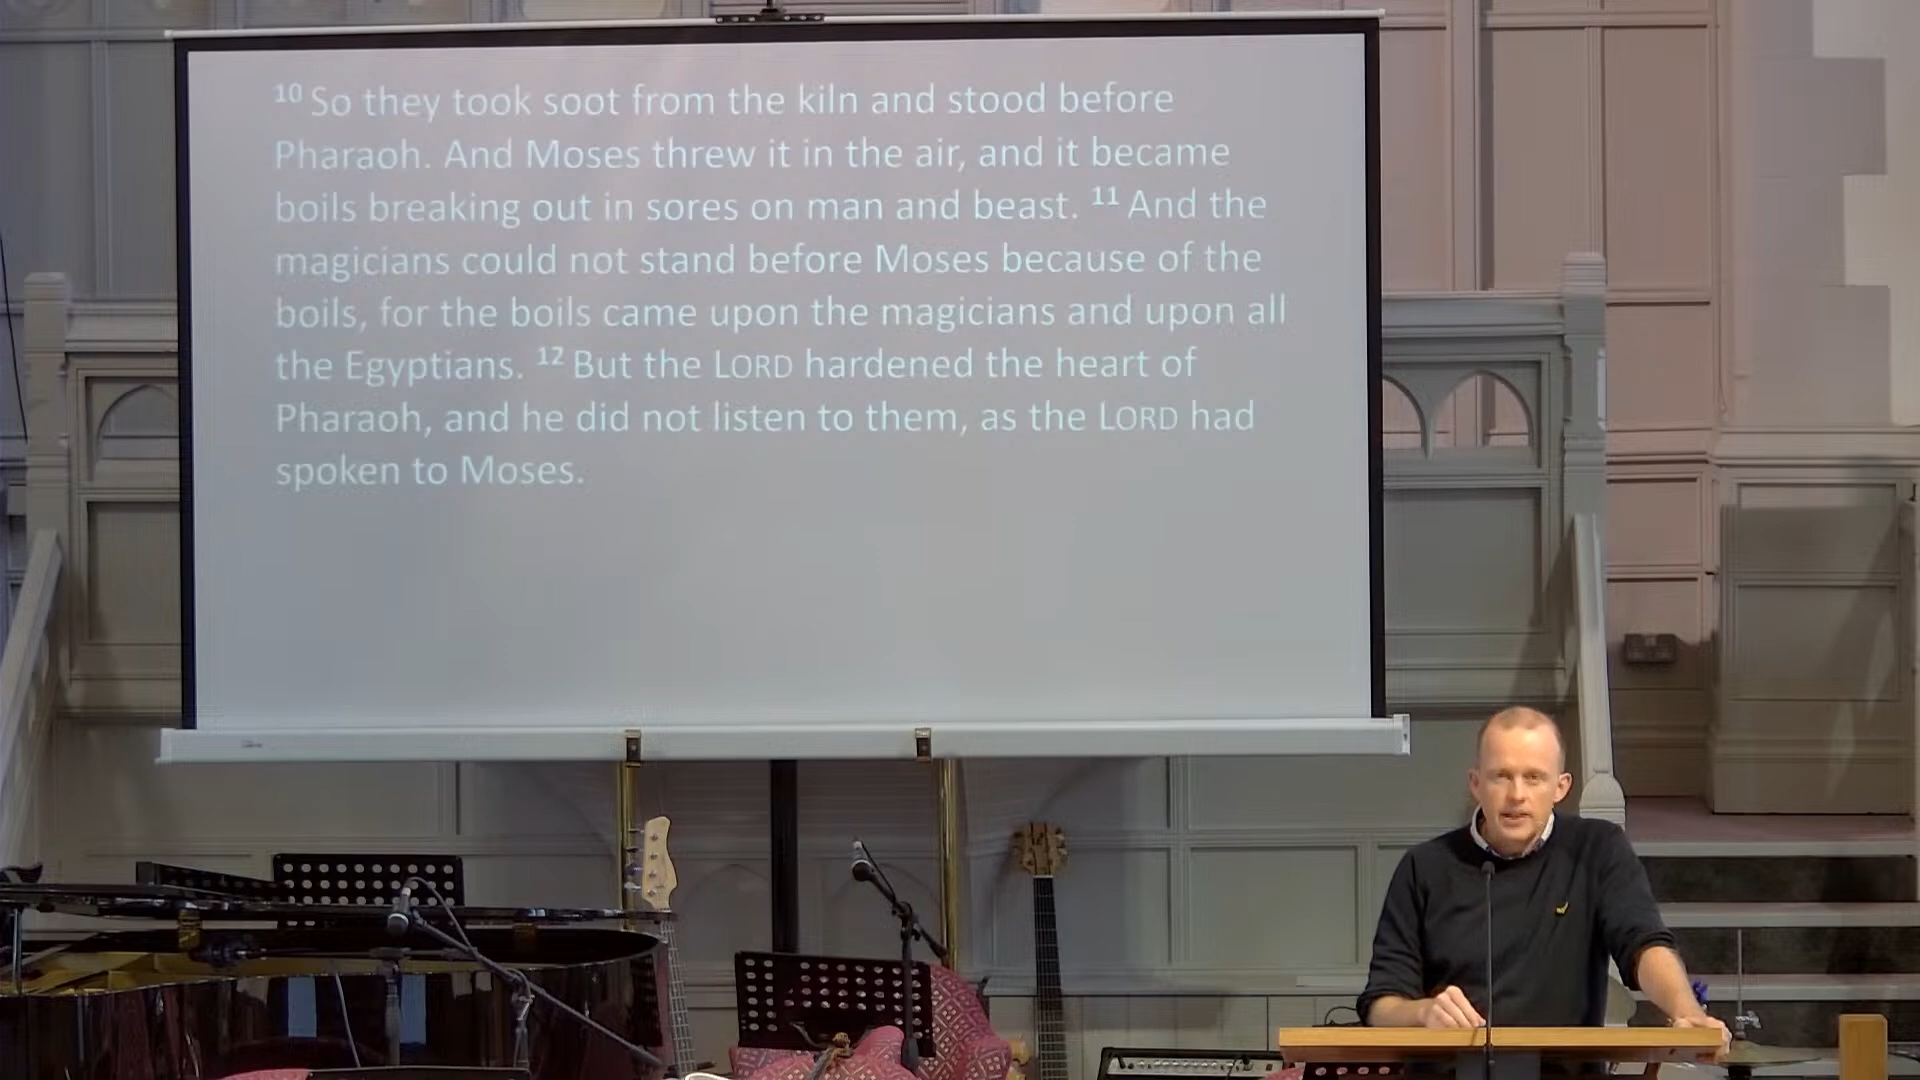 10 So they took soot from the kiln and stood before
Pharaoh. And Moses threw it in the air, and it became
boils breaking out in sores on man and beast. 11 And the
magicians could not stand before Moses because of the
boils, for the boils came upon the magicians and upon all
the Egyptians. 12 But the LORD hardened the heart of
Pharaoh, and he did not listen to them, as the LORD had
spoken to Moses.